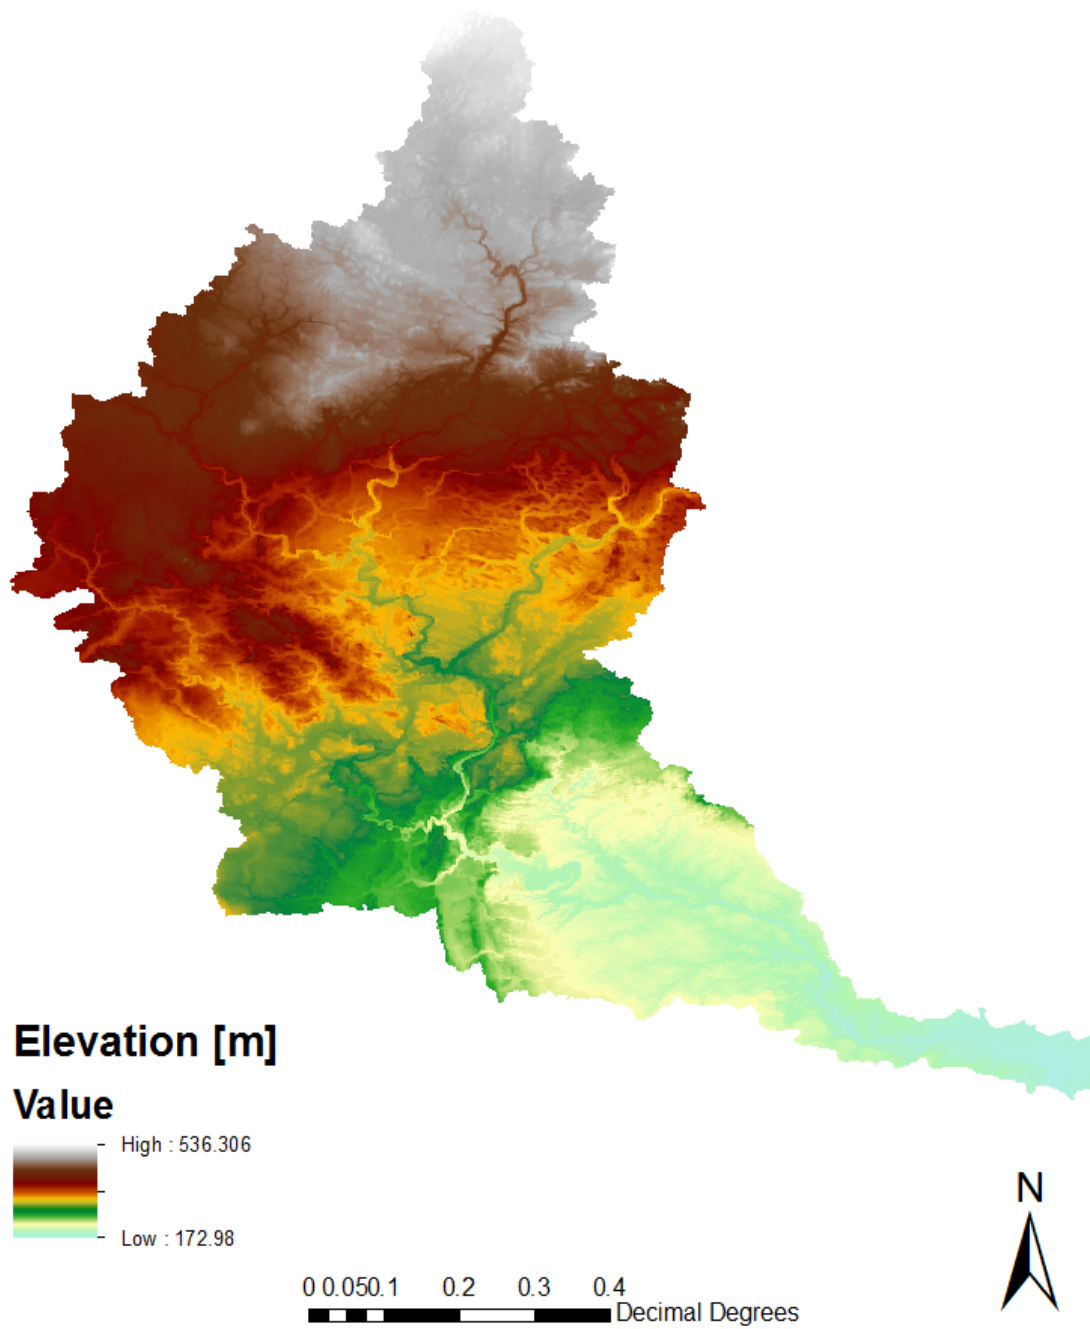 Elevation [m]
Value
High : 536.306
Low : 172.98
N
0 0.050.1 0.2 0.3 0.4
Decimal Degrees